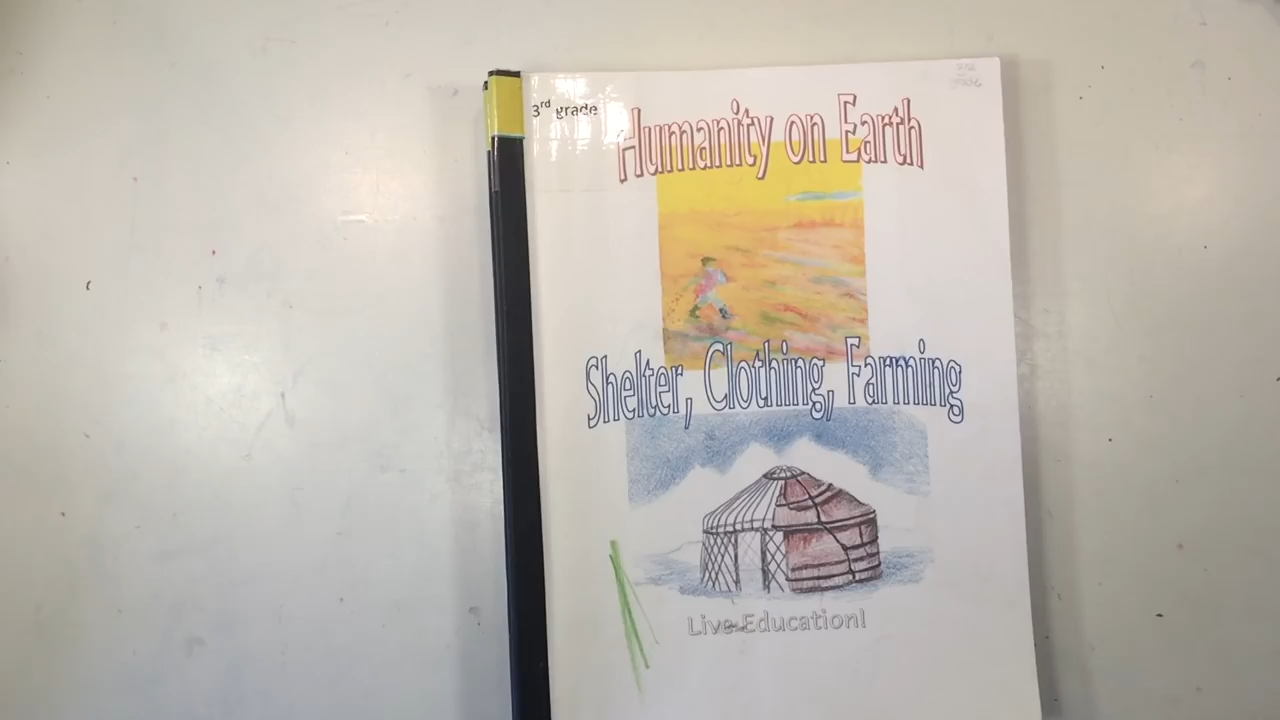 3rd grade
Humanity on Earth
Shelter, Clothing, Farming
Live Education!